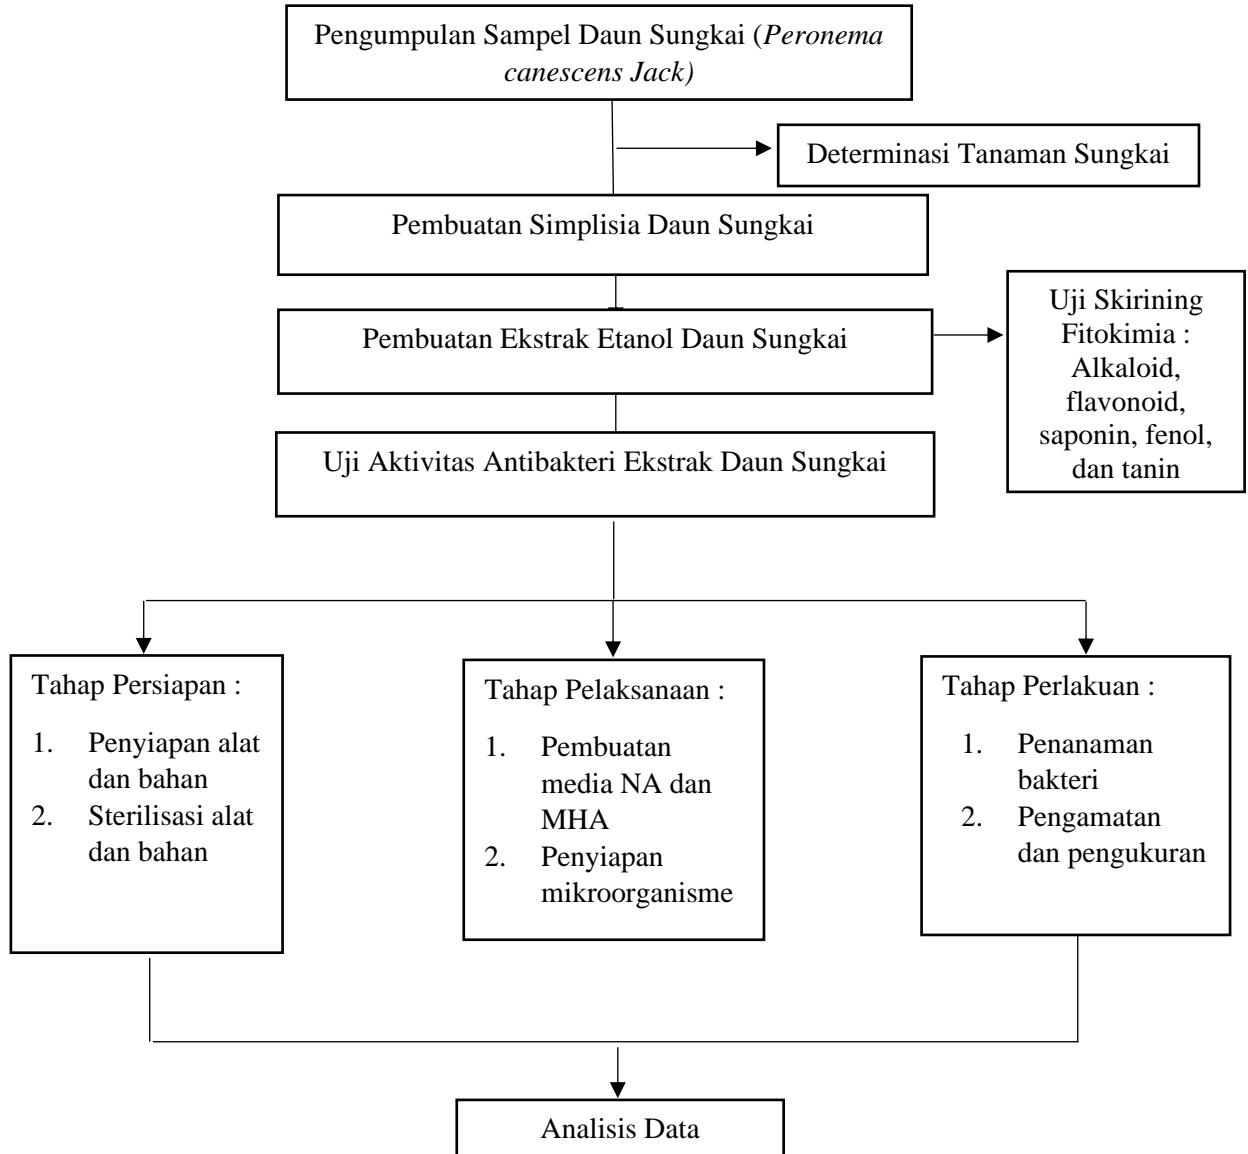 Pengumpulan Sampel Daun Sungkai (Peronema
canescens Jack)
Determinasi Tanaman Sungkai
Pembuatan Simplisia Daun Sungkai
Pembuatan Ekstrak Etanol Daun Sungkai
Uji Skirining
Fitokimia :
Alkaloid,
flavonoid,
saponin, fenol,
dan tanin
Uji Aktivitas Antibakteri Ekstrak Daun Sungkai
Tahap Persiapan :
1. Penyiapan alat
dan bahan
2. Sterilisasi alat
dan bahan
Tahap Pelaksanaan :
1. Pembuatan
media NA dan
MHA
2. Penyiapan
mikroorganisme
Tahap Perlakuan :
1. Penanaman
bakteri
2. Pengamatan
dan pengukuran
Analisis Data